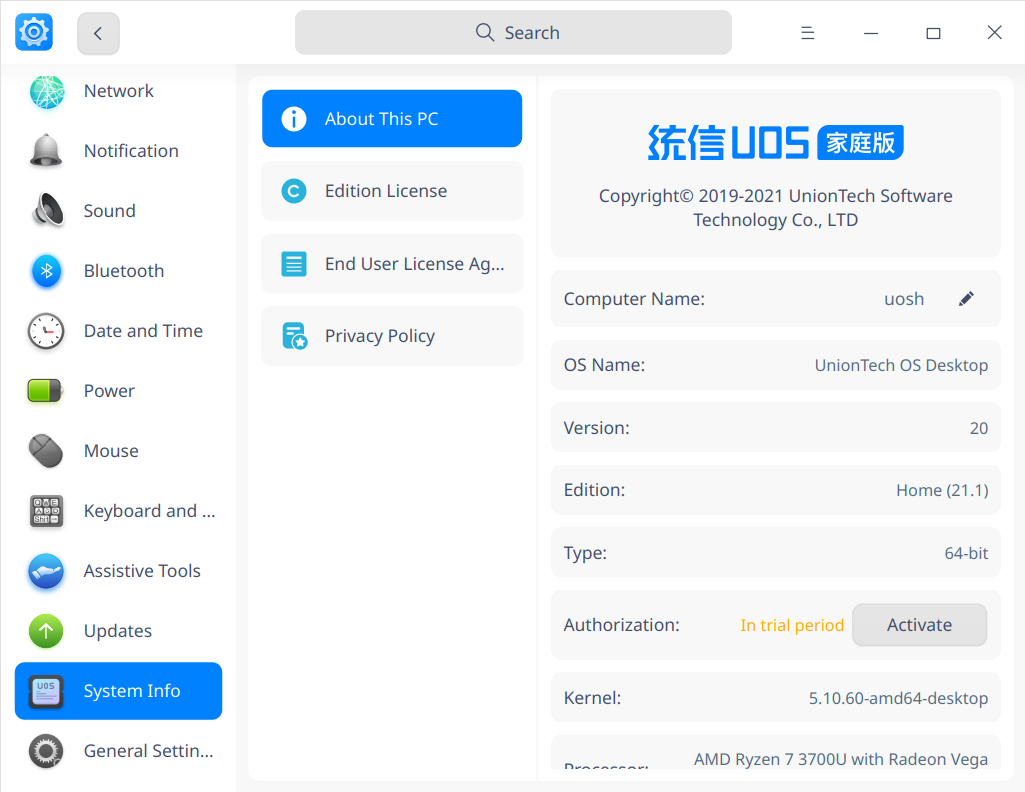 Search
Network
Notification
Sound
Bluetooth
Date and Time
Power
Mouse
Keyboard and ...
Assistive Tools
Updates
UOS
System Info
General Settin...
About This PC
Edition License
End User License Ag...
Privacy Policy
统信UOS 家庭版
Copyright© 2019-2021 UnionTech Software
Technology Co., LTD
Computer Name: uosh
OS Name: UnionTech OS Desktop
Version: 20
Edition: Home (21.1)
Type: 64-bit
Authorization: In trial period Activate
Kernel: 5.10.60-amd64-desktop
Processor: AMD Ryzen 7 3700U with Radeon Vega